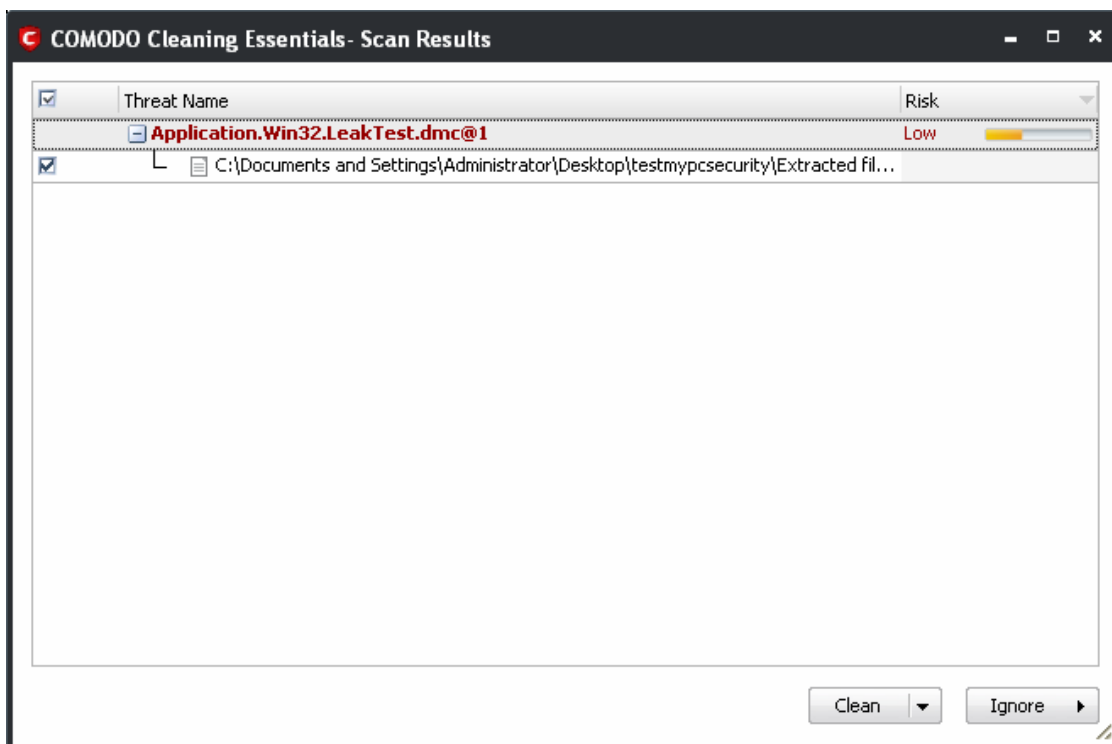 COMODO Cleaning Essentials- Scan Results
Threat Name Risk
Application.Win32.LeakTest.dmc@1 Low
C:\Documents and Settings\Administrator\Desktop\testmypcsecurity\Extracted fil...
Clean Ignore